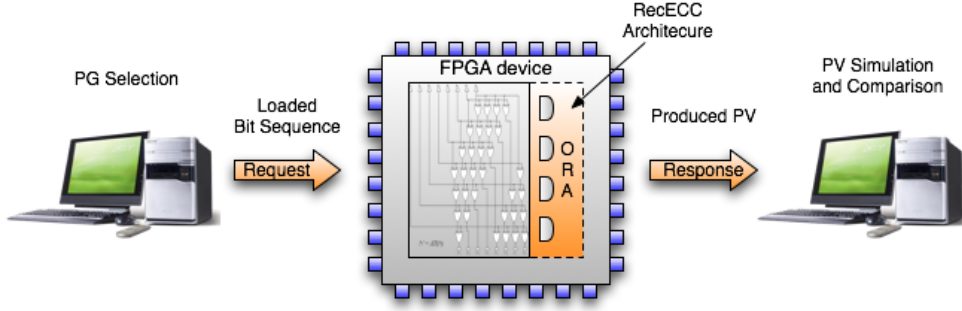 RecECC
Architecure
PG Selection
FPGA device
PV Simulation
and Comparison
Loaded
Bit Sequence
Produced PV
Request
O
R
A
Response